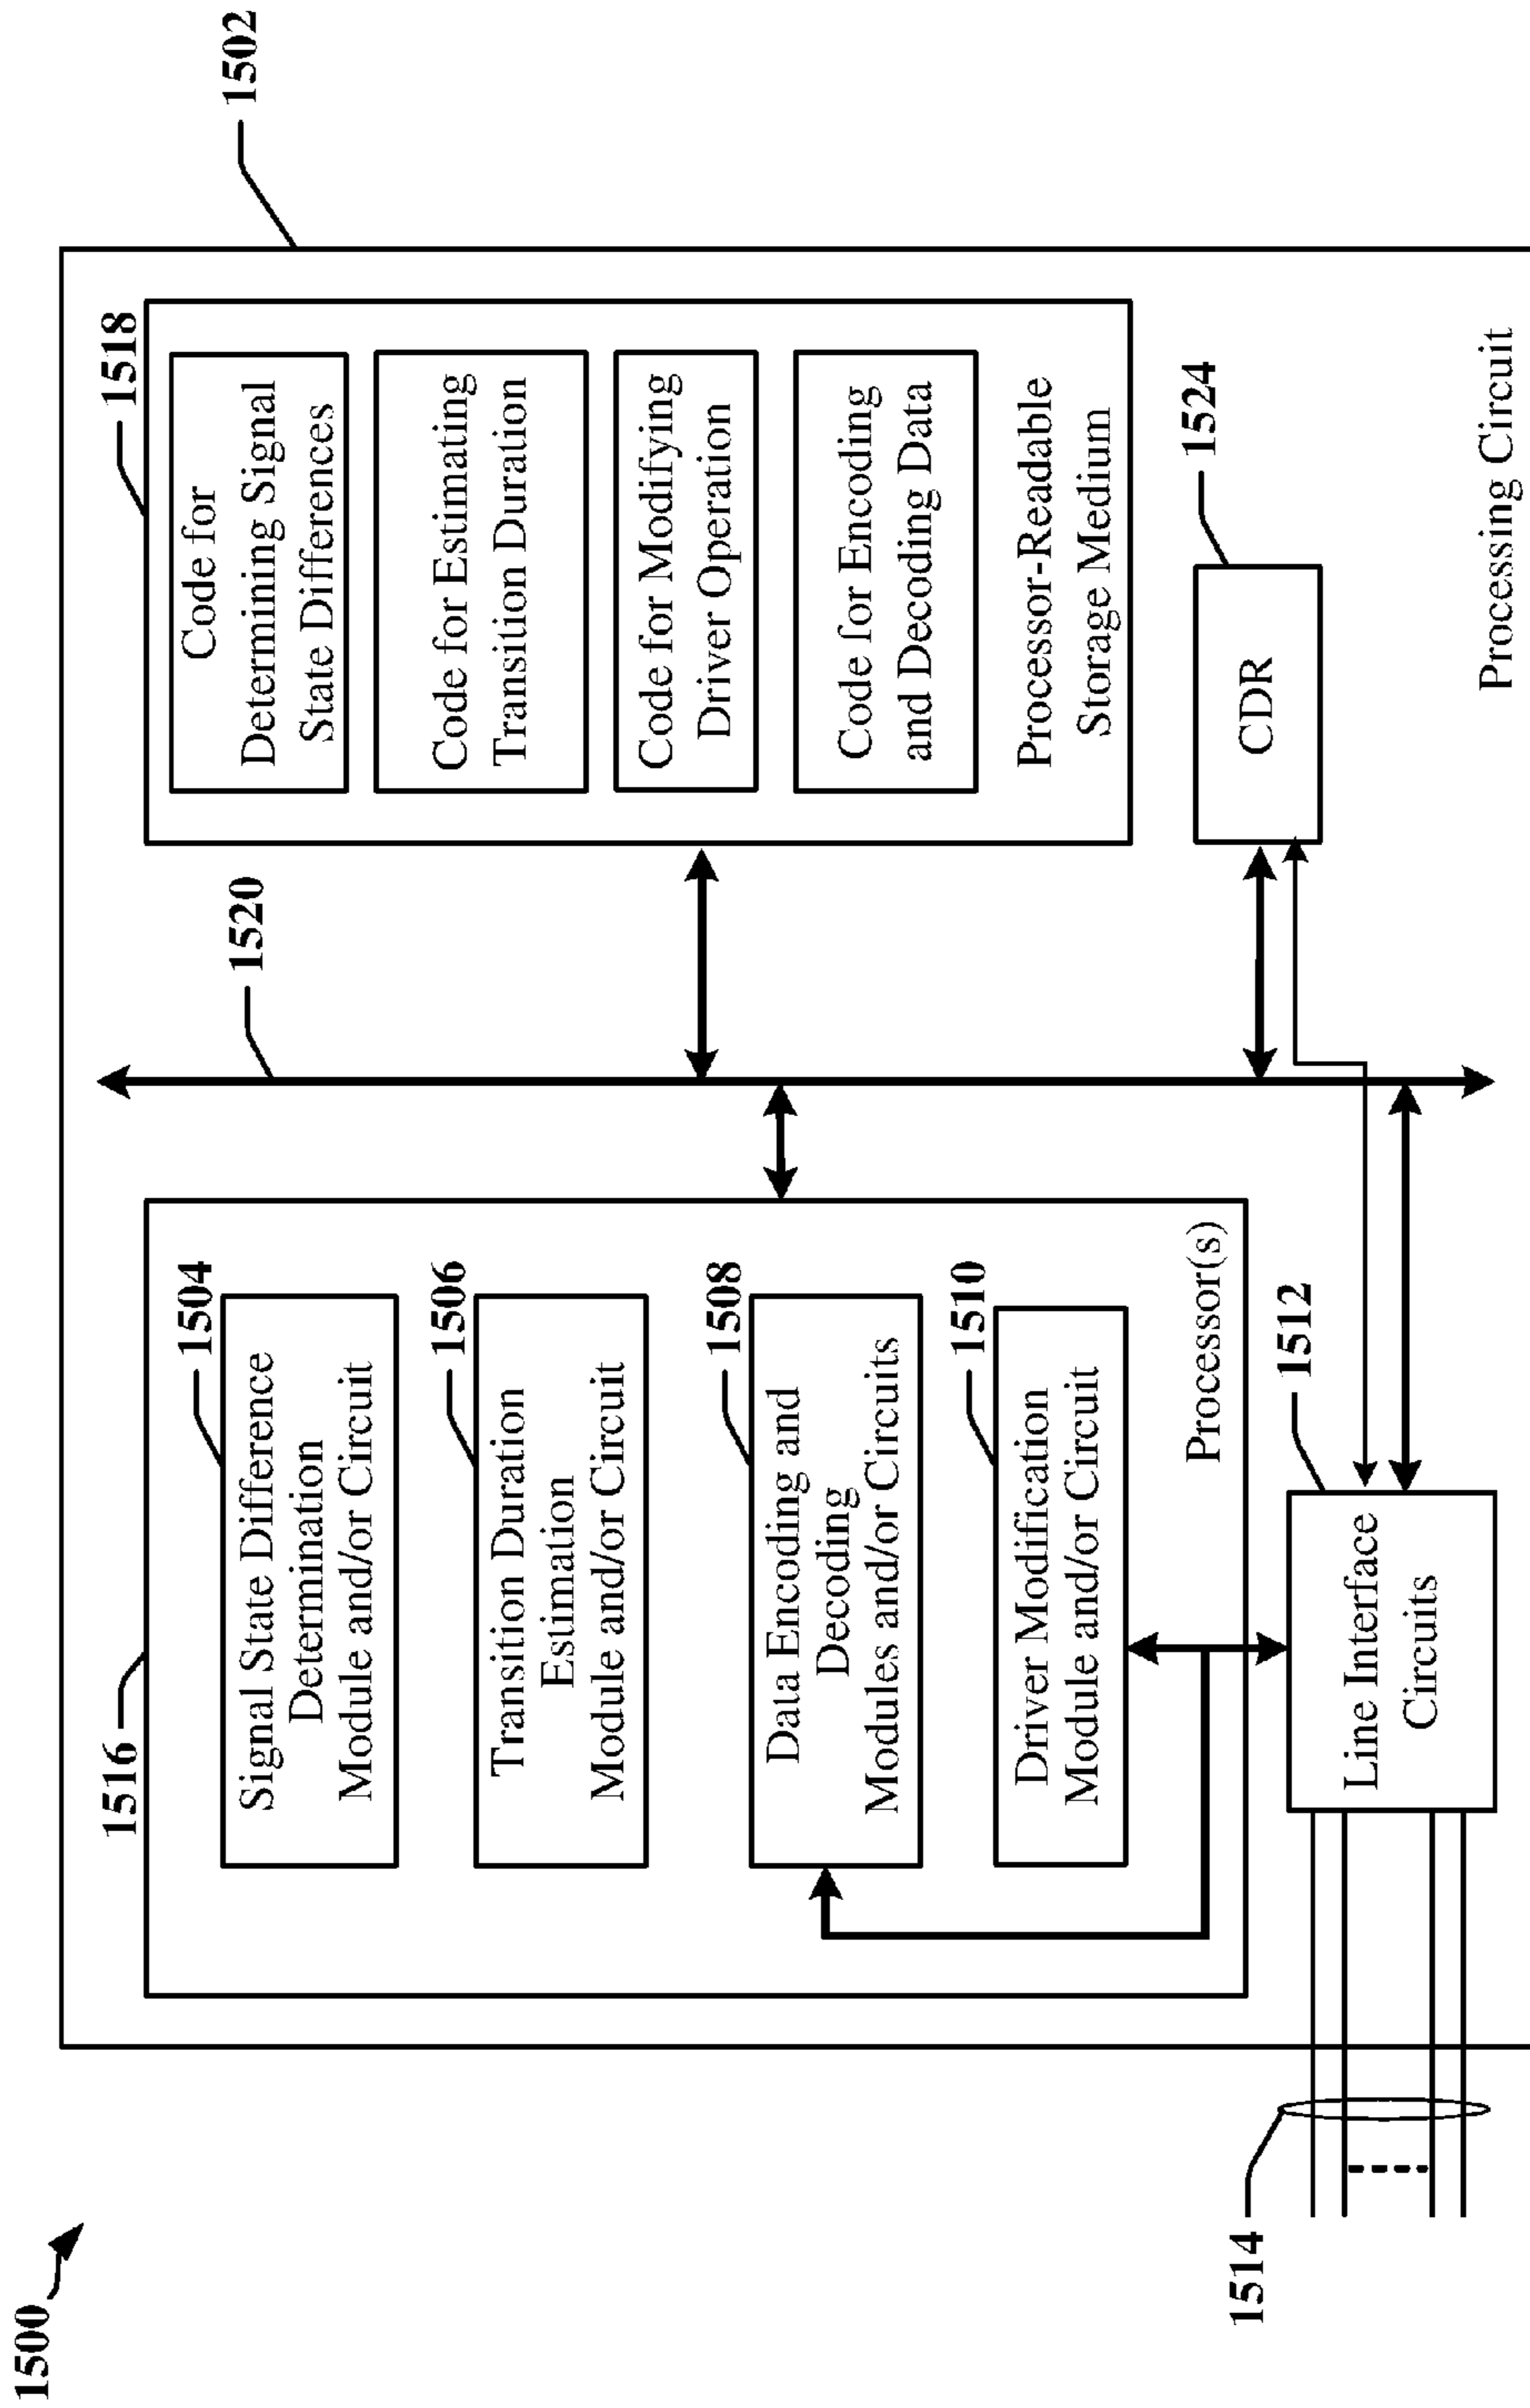 1500
1502
1516
1504
Signal State Difference
Determination
Module and/or Circuit
1506
Transition Duration
Estimation
Module and/or Circuit
1508
Data Encoding and
Decoding
Modules and/or Circuits
1510
Driver Modification
Module and/or Circuit
Processor(s)
1520
1518
Code for
Determining Signal
State Differences
Code for Estimating
Transition Duration
Code for Modifying
Driver Operation
Code for Encoding
and Decoding Data
Processor-Readable
Storage Medium
1514
1512
Line Interface
Circuits
1524
CDR
Processing Circuit